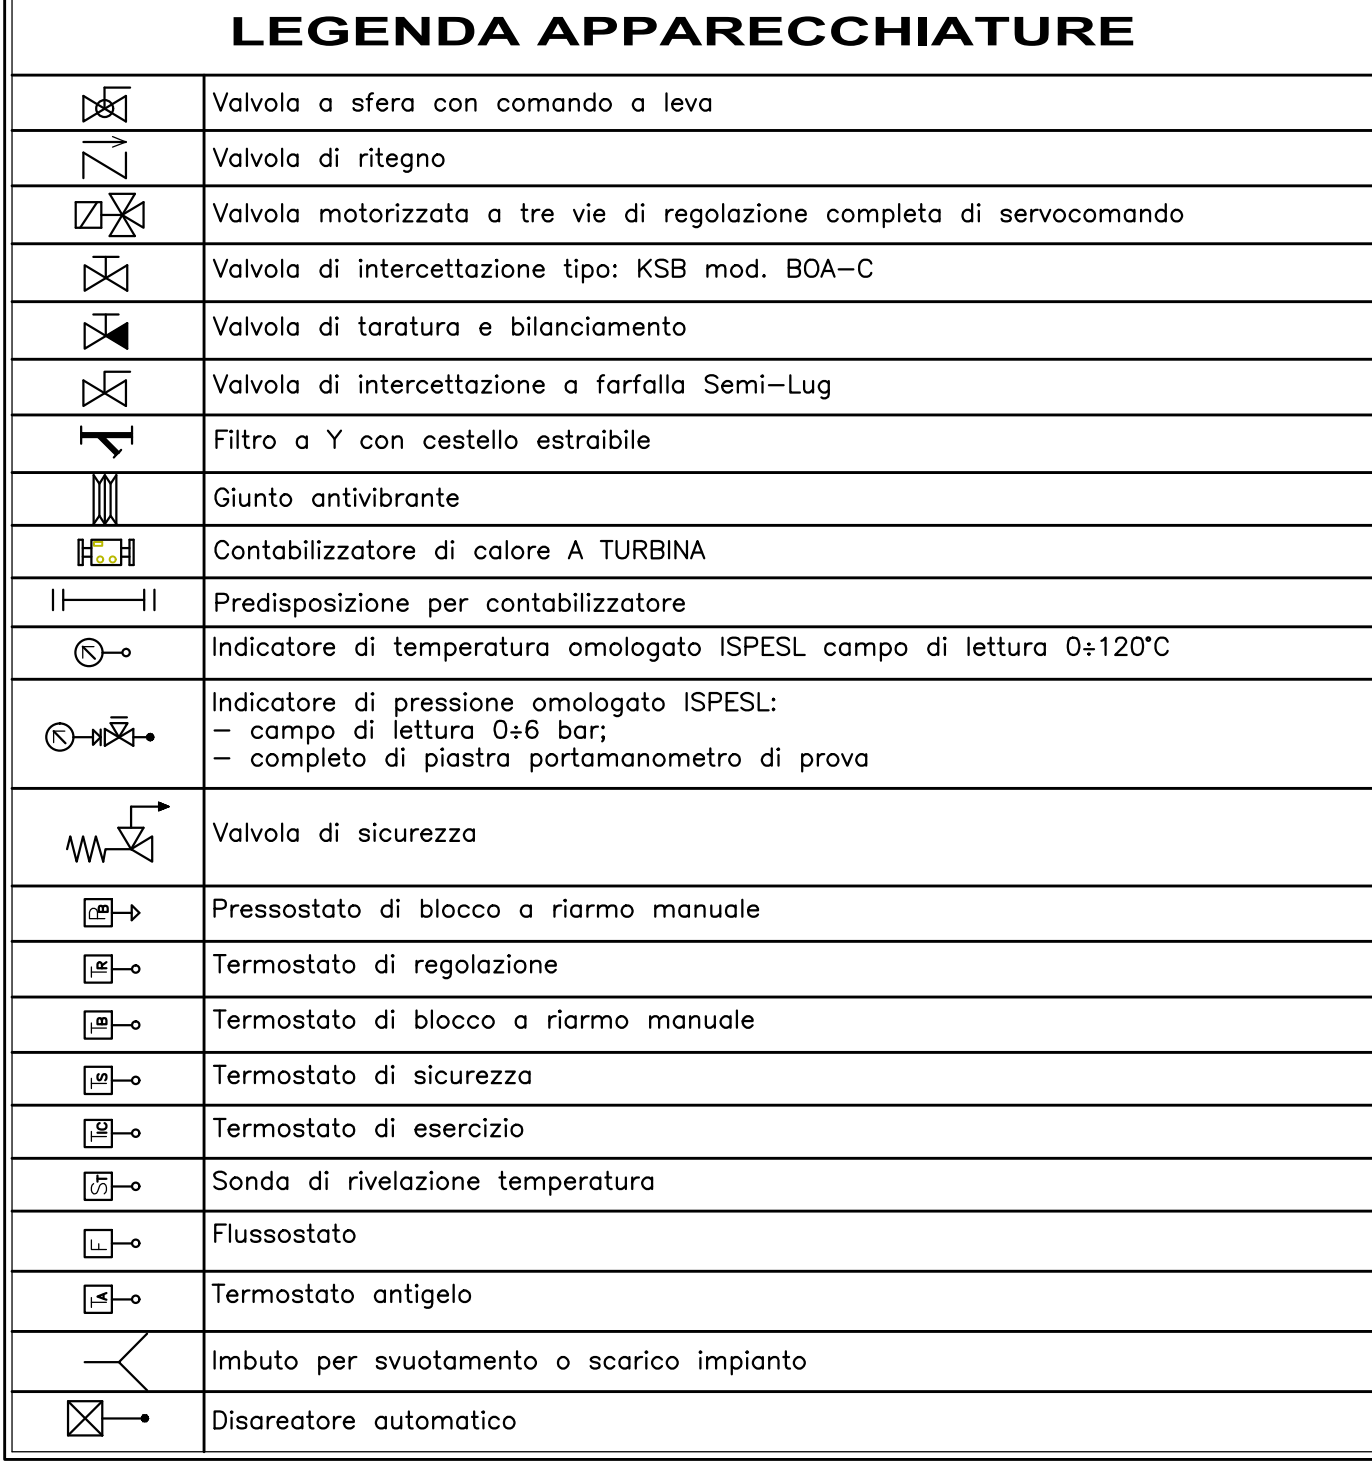 LEGENDA APPARECCHIATURE
Valvola a sfera con comando a leva
Valvola di ritegno
Valvola motorizzata a tre vie di regolazione completa di servocomando
Valvola di intercettazione tipo: KSB mod. BOA-C
Valvola di taratura e bilanciamento
Valvola di intercettazione a farfalla Semi-Lug
Filtro a Y con cestello estraibile
Giunto antivibrante
Contabilizzatore di calore A TURBINA
Predisposizione per contabilizzatore
Indicatore di temperatura omologato ISPESL campo di lettura 0÷120°C
Indicatore di pressione omologato ISPESL:
- campo di lettura 0÷6 bar;
- completo di piastra portamanometro di prova
Valvola di sicurezza
PB Pressostato di blocco a riarmo manuale
TR Termostato di regolazione
TB Termostato di blocco a riarmo manuale
TS Termostato di sicurezza
TIC Termostato di esercizio
ST Sonda di rivelazione temperatura
F Flussostato
TA Termostato antigelo
Imbuto per svuotamento o scarico impianto
Disareatore automatico